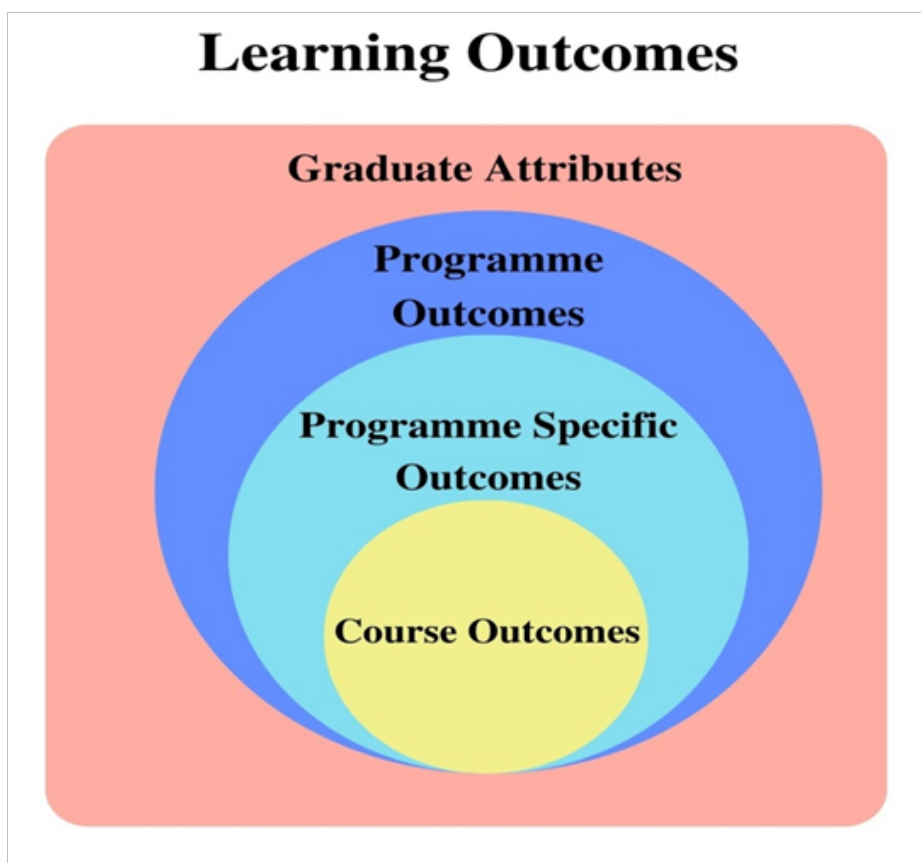 Learning Outcomes
Graduate Attributes
Programme
Outcomes
Programme Specific
Outcomes
Course Outcomes